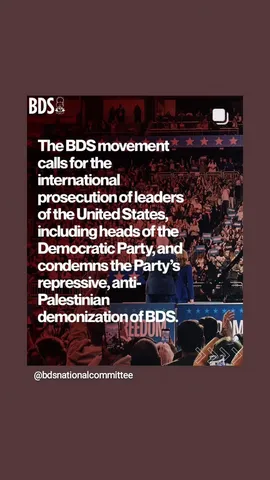 BDS
The BDS movement
calls for the
international
prosecution of leaders
of the United States,
including heads of the
Democratic Party, and
condemns the Party's
repressive, anti-
Palestinian
demonization of BDS.
FREEDOM
@bdsnationalcommittee